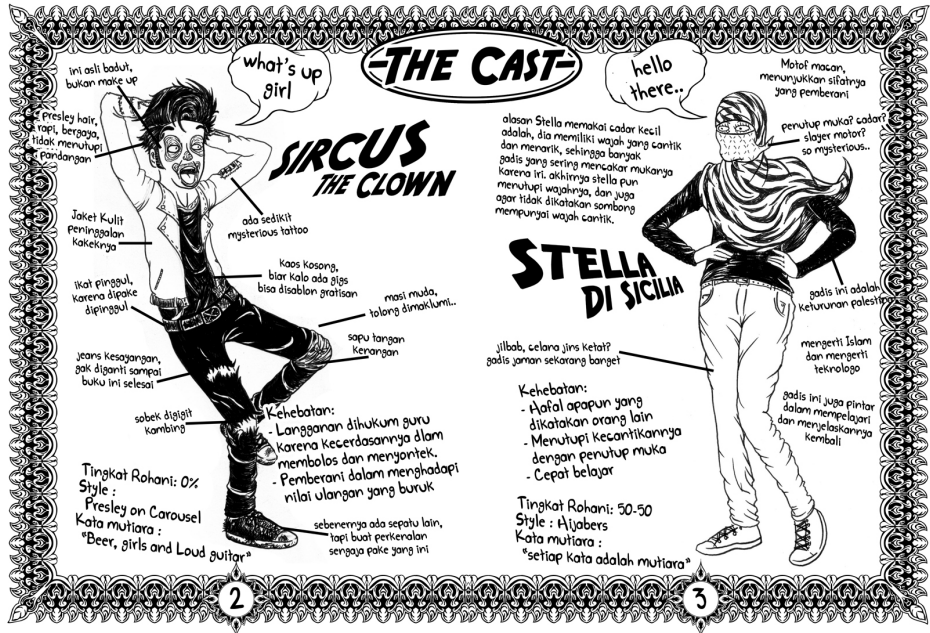 THE CAST
what's up
girl
ini asli badut,
bukan make up
Presley hair,
rapi, bergaya,
tidak menutupi
pandangan
SIRCUS
THE CLOWN
ada sedikit
mysterious tattoo
Jaket Kulit
peninggalan
kakeknya
kaos kosong,
biar kalo ada gigs
bisa disablon gratisan
ikat pinggul,
karena dipake
dipinggul
masi muda,
tolong dimaklumi..
sapu tangan
kenangan
jeans kesayangan,
gak diganti sampai
buku ini selesai
sobek digigit
kambing
Kehebatan:
- Langganan dihukum guru
karena kecerdasannya dlam
membolos dan menyontek.
- Pemberani dalam menghadapi
nilai ulangan yang buruk
Tingkat Rohani: 0%
Style :
Presley on Carousel
Kata mutiara :
"Beer, girls and Loud guitar"
sebenernya ada sepatu lain,
tapi buat perkenalan
sengaja pake yang ini
2
hello
there..
Motof macan,
menunjukkan sifatnya
yang pemberani
alasan Stella memakai cadar kecil
adalah, dia memiliki wajah yang cantik
dan menarik, sehingga banyak
gadis yang sering mencakar mukanya
karena iri. akhirnya stella pun
menutupi wajahnya, dan juga
agar tidak dikatakan sombong
mempunyai wajah cantik.
penutup muka? cadar?
slayer motor?
so mysterious..
STELLA
DI SICILIA
gadis ini adalah
keturunan palestina
jilbab, celana jins ketat?
gadis jaman sekarang banget
mengerti Islam
dan mengerti
teknologo
Kehebatan:
- Hafal apapun yang
dikatakan orang lain
- Menutupi kecantikannya
dengan penutup muka
- Cepat belajar
gadis ini juga pintar
dalam mempelajari
dan menjelaskannya
kembali
Tingkat Rohani: 50-50
Style : Hijabers
Kata mutiara :
"setiap kata adalah mutiara"
3